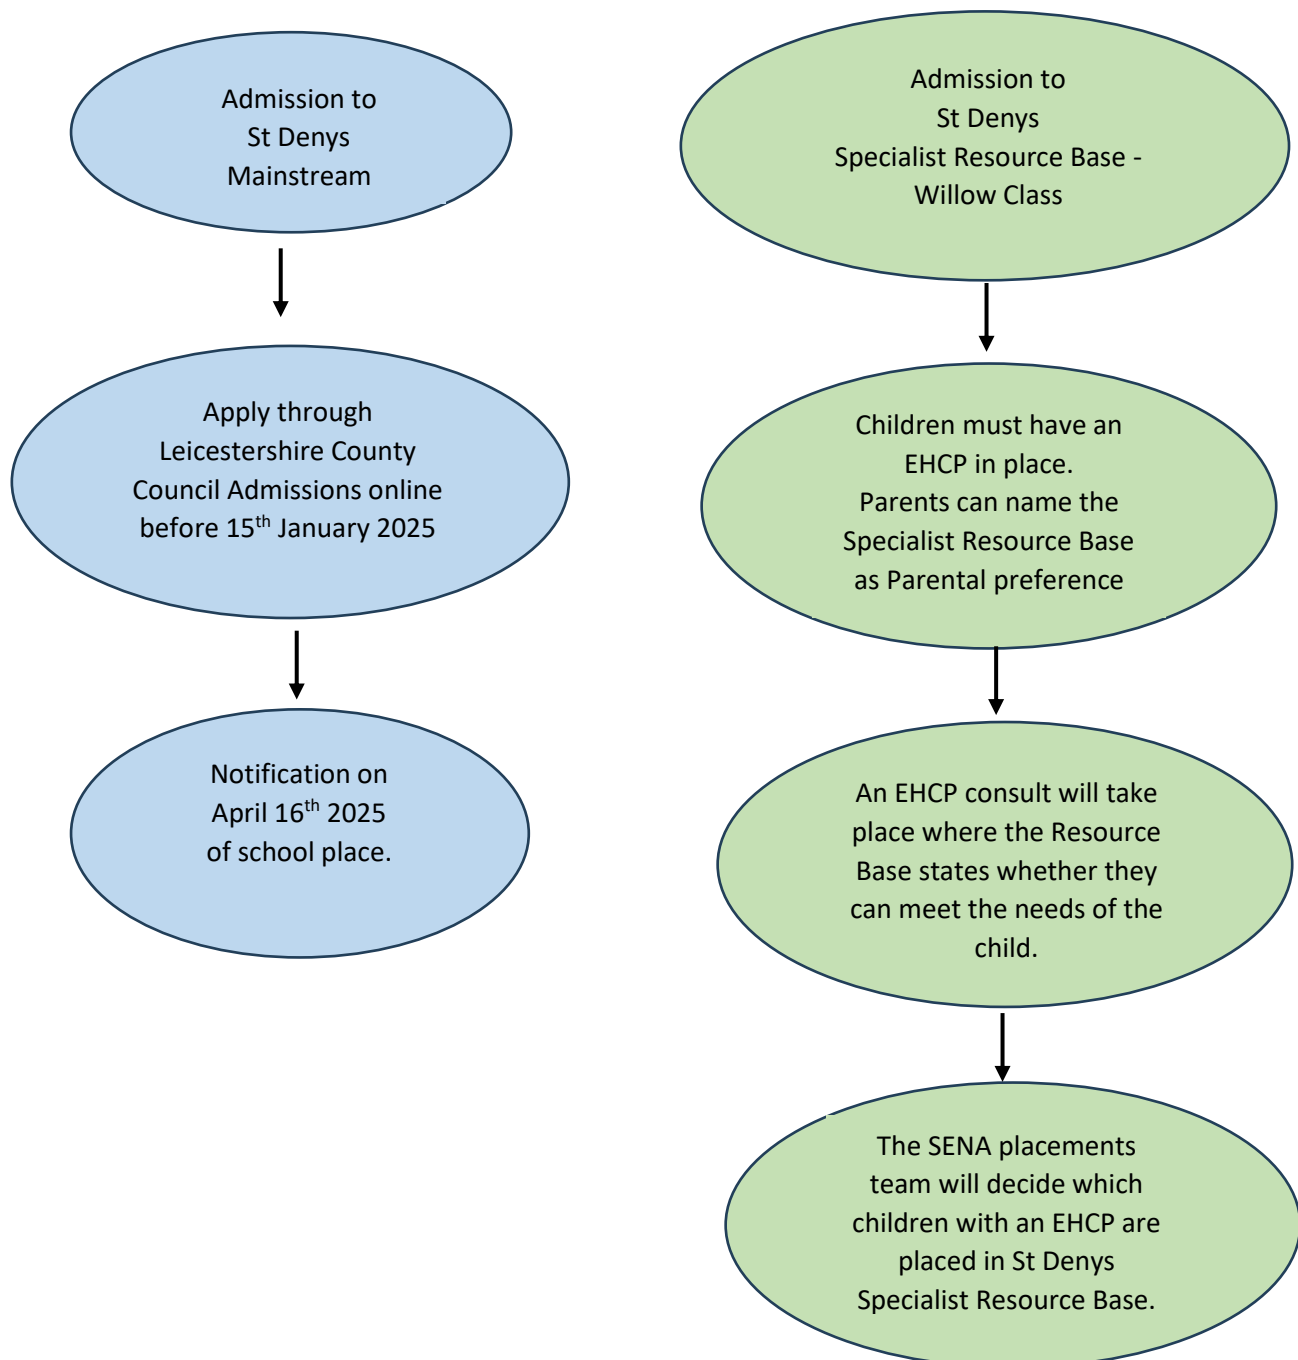 Admission to
St Denys
Mainstream
Apply through
Leicestershire County
Council Admissions online
before 15th January 2025
Notification on
April 16th 2025
of school place.
Admission to
St Denys
Specialist Resource Base -
Willow Class
Children must have an
EHCP in place.
Parents can name the
Specialist Resource Base
as Parental preference
An EHCP consult will take
place where the Resource
Base states whether they
can meet the needs of the
child.
The SENA placements
team will decide which
children with an EHCP are
placed in St Denys
Specialist Resource Base.